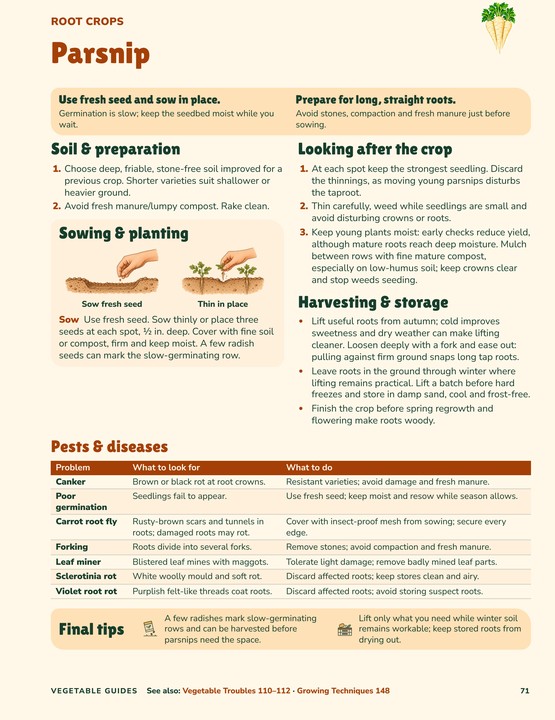 ROOT CROPS
Parsnip
Use fresh seed and sow in place.
Germination is slow; keep the seedbed moist while you
wait.
Prepare for long, straight roots.
Avoid stones, compaction and fresh manure just before
sowing.
Soil & preparation
1. Choose deep, friable, stone-free soil improved for a
previous crop. Shorter varieties suit shallower or
heavier ground.
2. Avoid fresh manure/lumpy compost. Rake clean.
Sowing & planting
Sow fresh seed
Thin in place
Sow Use fresh seed. Sow thinly or place three
seeds at each spot, ½ in. deep. Cover with fine soil
or compost, firm and keep moist. A few radish
seeds can mark the slow-germinating row.
Looking after the crop
1. At each spot keep the strongest seedling. Discard
the thinnings, as moving young parsnips disturbs
the taproot.
2. Thin carefully, weed while seedlings are small and
avoid disturbing crowns or roots.
3. Keep young plants moist: early checks reduce yield,
although mature roots reach deep moisture. Mulch
between rows with fine mature compost,
especially on low-humus soil; keep crowns clear
and stop weeds seeding.
Harvesting & storage
• Lift useful roots from autumn; cold improves
sweetness and dry weather can make lifting
cleaner. Loosen deeply with a fork and ease out:
pulling against firm ground snaps long tap roots.
• Leave roots in the ground through winter where
lifting remains practical. Lift a batch before hard
freezes and store in damp sand, cool and frost-free.
• Finish the crop before spring regrowth and
flowering make roots woody.
Pests & diseases
Problem What to look for What to do
Canker Brown or black rot at root crowns. Resistant varieties; avoid damage and fresh manure.
Poor
germination Seedlings fail to appear. Use fresh seed; keep moist and resow while season allows.
Carrot root fly Rusty-brown scars and tunnels in
roots; damaged roots may rot. Cover with insect-proof mesh from sowing; secure every
edge.
Forking Roots divide into several forks. Remove stones; avoid compaction and fresh manure.
Leaf miner Blistered leaf mines with maggots. Tolerate light damage; remove badly mined leaf parts.
Sclerotinia rot White woolly mould and soft rot. Discard affected roots; keep stores clean and airy.
Violet root rot Purplish felt-like threads coat roots. Discard affected roots; avoid storing suspect roots.
Final tips
A few radishes mark slow-germinating
rows and can be harvested before
parsnips need the space.
Lift only what you need while winter soil
remains workable; keep stored roots from
drying out.
VEGETABLE GUIDES See also: Vegetable Troubles 110–112 · Growing Techniques 148
71